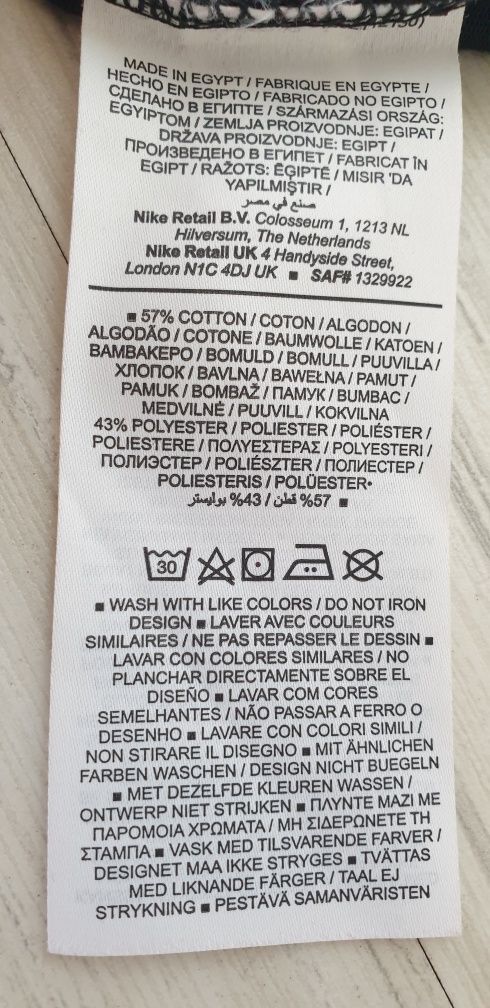 MADE IN EGYPT / FABRIQUE EN EGYPTE /
HECHO EN EGIPTO / FABRICADO NO EGIPTO /
СДЕЛАНО В ЕГИПТЕ / SZÁRMAZÁSI ORSZÁG:
EGYIPTOM / ZEMLJA PROIZVODNJE: EGIPAT /
DRŽAVA PROIZVODNJE: EGIPT /
ПРОИЗВЕДЕНО В ЕГИПЕТ / FABRICAT ÎN
EGIPT / RAŽOTS: ĒĢIPTĒ / MISIR 'DA
YAPILMIŞTIR /
صنع في مصر
Nike Retail B.V. Colosseum 1, 1213 NL
Hilversum, The Netherlands
Nike Retail UK 4 Handyside Street,
London N1C 4DJ UK ■ SAF# 1329922
■ 57% COTTON / COTON / ALGODON /
ALGODÃO / COTONE / BAUMWOLLE / KATOEN /
ΒΑΜΒΑΚΕΡΟ / BOMULD / BOMULL / PUUVILLA /
ХЛОПОК / BAVLNA / BAWEŁNA / PAMUT /
PAMUK / BOMBAŽ / ПАМУК / BUMBAC /
MEDVILNĖ / PUUVILL / KOKVILNA
43% POLYESTER / POLIESTER / POLIÉSTER /
POLIESTERE / ΠΟΛΥΕΣΤΕΡΑΣ / POLYESTERI /
ПОЛИЭСТЕР / POLIÉSZTER / ПОЛИЕСТЕР /
POLIESTERIS / POLÜESTER•
■ 57% قطن / 43% بوليستر
30
■ WASH WITH LIKE COLORS / DO NOT IRON
DESIGN ■ LAVER AVEC COULEURS
SIMILAIRES / NE PAS REPASSER LE DESSIN ■
LAVAR CON COLORES SIMILARES / NO
PLANCHAR DIRECTAMENTE SOBRE EL
DISEÑO ■ LAVAR COM CORES
SEMELHANTES / NÃO PASSAR A FERRO O
DESENHO ■ LAVARE CON COLORI SIMILI /
NON STIRARE IL DISEGNO ■ MIT ÄHNLICHEN
FARBEN WASCHEN / DESIGN NICHT BUEGELN
■ MET DEZELFDE KLEUREN WASSEN /
ONTWERP NIET STRIJKEN ■ ΠΛΥΝΤΕ ΜΑΖΙ ΜΕ
ΠΑΡΟΜΟΙΑ ΧΡΩΜΑΤΑ / ΜΗ ΣΙΔΕΡΩΝΕΤΕ ΤΗ
ΣΤΑΜΠΑ ■ VASK MED TILSVARENDE FARVER /
DESIGNET MAA IKKE STRYGES ■ TVÄTTAS
MED LIKNANDE FÄRGER / TAAL EJ
STRYKNING ■ PESTÄVÄ SAMANVÄRISTEN